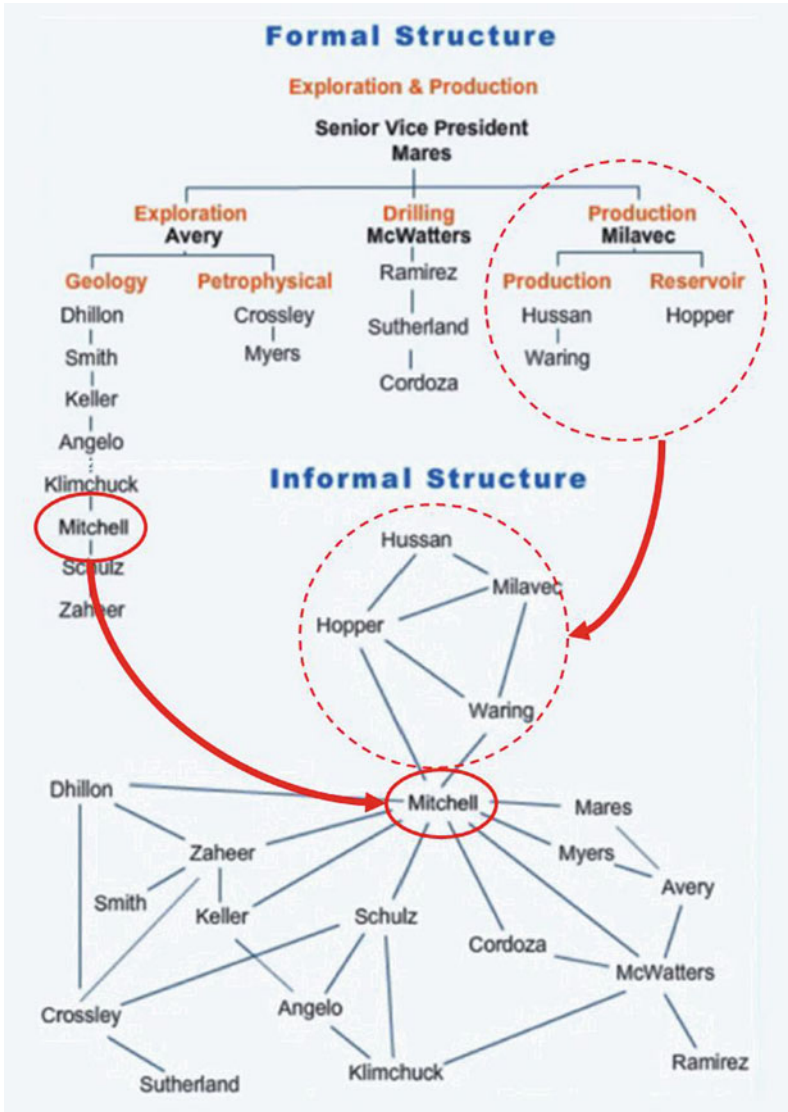 Formal Structure
Exploration & Production
Senior Vice President
Mares
Exploration Drilling Production
Avery McWatters Milavec
Geology Petrophysical Ramirez Production Reservoir
Dhillon Crossley Hussan Hopper
Sutherland
Smith Myers Waring
Cordoza
Keller
Angelo
Klimchuck
Mitchell
Schulz
Zaheer
Informal Structure
Hussan
Milavec
Hopper
Waring
Dhillon Mitchell Mares
Zaheer Myers
Smith Keller Schulz Avery
Cordoza
McWatters
Crossley Angelo
Klimchuck Ramirez
Sutherland